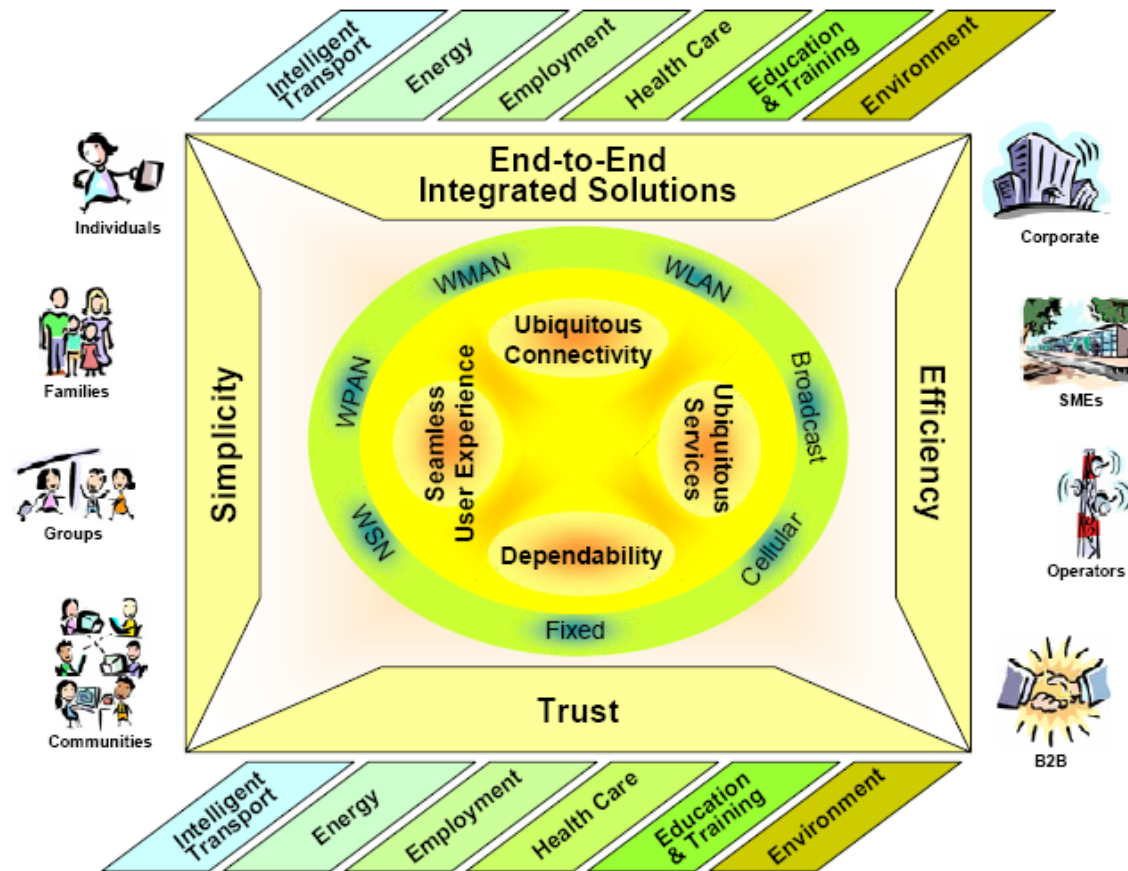 Intelligent
Transport
Energy
Employment
Health Care
Education
& Training
Environment
End-to-End
Integrated Solutions
Individuals
Families
Groups
Communities
Simplicity
WMAN
WLAN
WPAN
Broadcast
WSN
Cellular
Fixed
Ubiquitous
Connectivity
Seamless
User Experience
Ubiquitous
Services
Dependability
Efficiency
Trust
Corporate
SMEs
Operators
B2B
Intelligent
Transport
Energy
Employment
Health Care
Education
& Training
Environment